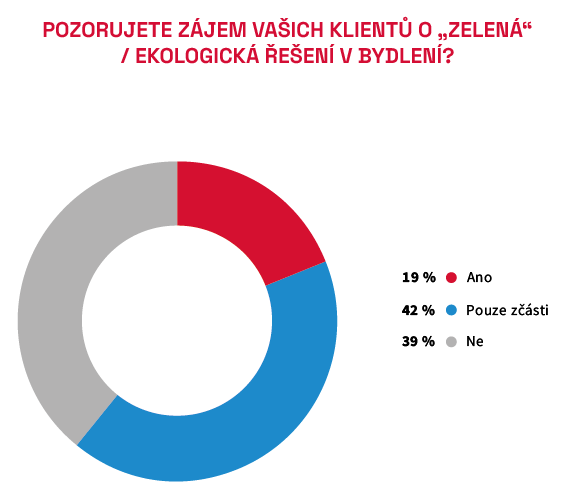 POZORUJETE ZÁJEM VAŠICH KLIENTŮ O „ZELENÁ“
/ EKOLOGICKÁ ŘEŠENÍ V BYDLENÍ?
19 % Ano
42 % Pouze zčásti
39 % Ne